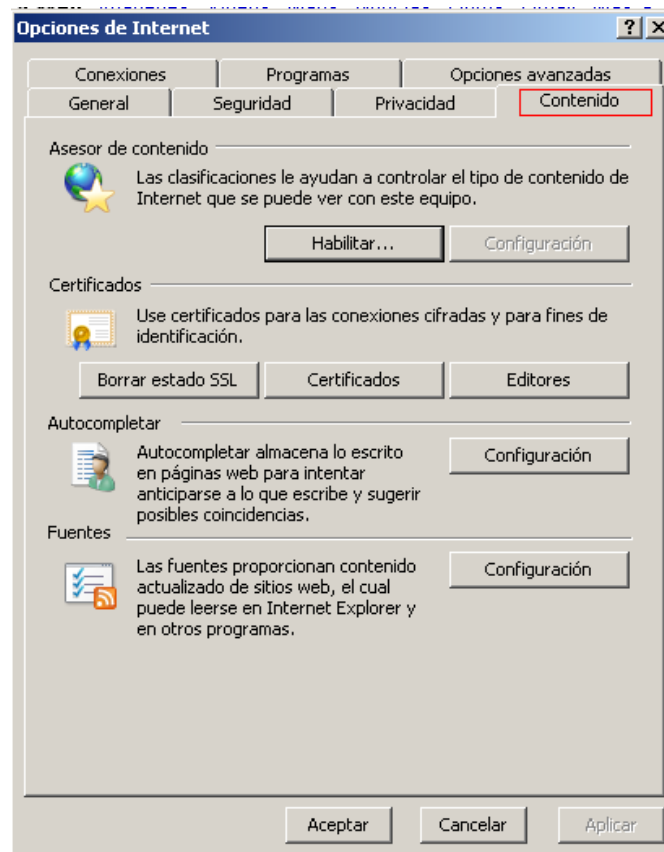 Opciones de Internet
Conexiones Programas Opciones avanzadas
General Seguridad Privacidad Contenido
Asesor de contenido
Las clasificaciones le ayudan a controlar el tipo de contenido de
Internet que se puede ver con este equipo.
Habilitar... Configuración
Certificados
Use certificados para las conexiones cifradas y para fines de
identificación.
Borrar estado SSL Certificados Editores
Autocompletar
Autocompletar almacena lo escrito
en páginas web para intentar
anticiparse a lo que escribe y sugerir
posibles coincidencias.
Configuración
Fuentes
Las fuentes proporcionan contenido
actualizado de sitios web, el cual
puede leerse en Internet Explorer y
en otros programas.
Configuración
Aceptar Cancelar Aplicar